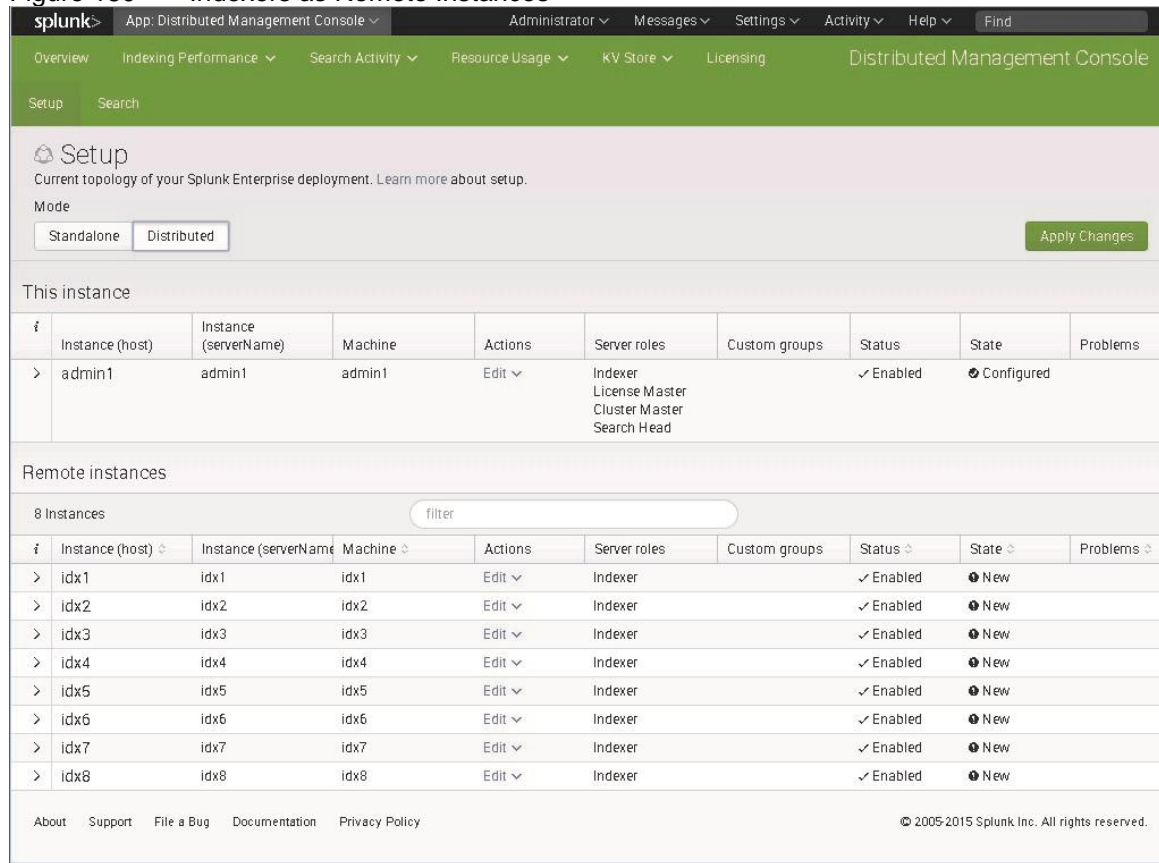 splunk> App: Distributed Management Console Administrator Messages Settings Activity Help Find
Overview Indexing Performance Search Activity Resource Usage KV Store Licensing Distributed Management Console
Setup Search
Setup
Current topology of your Splunk Enterprise deployment. Learn more about setup.
Mode
Standalone Distributed Apply Changes
This instance
i Instance (host) Instance (serverName) Machine Actions Server roles Custom groups Status State Problems
> admin1 admin1 admin1 Edit Indexer ✓ Enabled Configured
License Master
Cluster Master
Search Head
Remote instances
8 Instances filter
i Instance (host) Instance (serverName Machine Actions Server roles Custom groups Status State Problems
> idx1 idx1 idx1 Edit Indexer ✓ Enabled New
> idx2 idx2 idx2 Edit Indexer ✓ Enabled New
> idx3 idx3 idx3 Edit Indexer ✓ Enabled New
> idx4 idx4 idx4 Edit Indexer ✓ Enabled New
> idx5 idx5 idx5 Edit Indexer ✓ Enabled New
> idx6 idx6 idx6 Edit Indexer ✓ Enabled New
> idx7 idx7 idx7 Edit Indexer ✓ Enabled New
> idx8 idx8 idx8 Edit Indexer ✓ Enabled New
About Support File a Bug Documentation Privacy Policy © 2005-2015 Splunk Inc. All rights reserved.